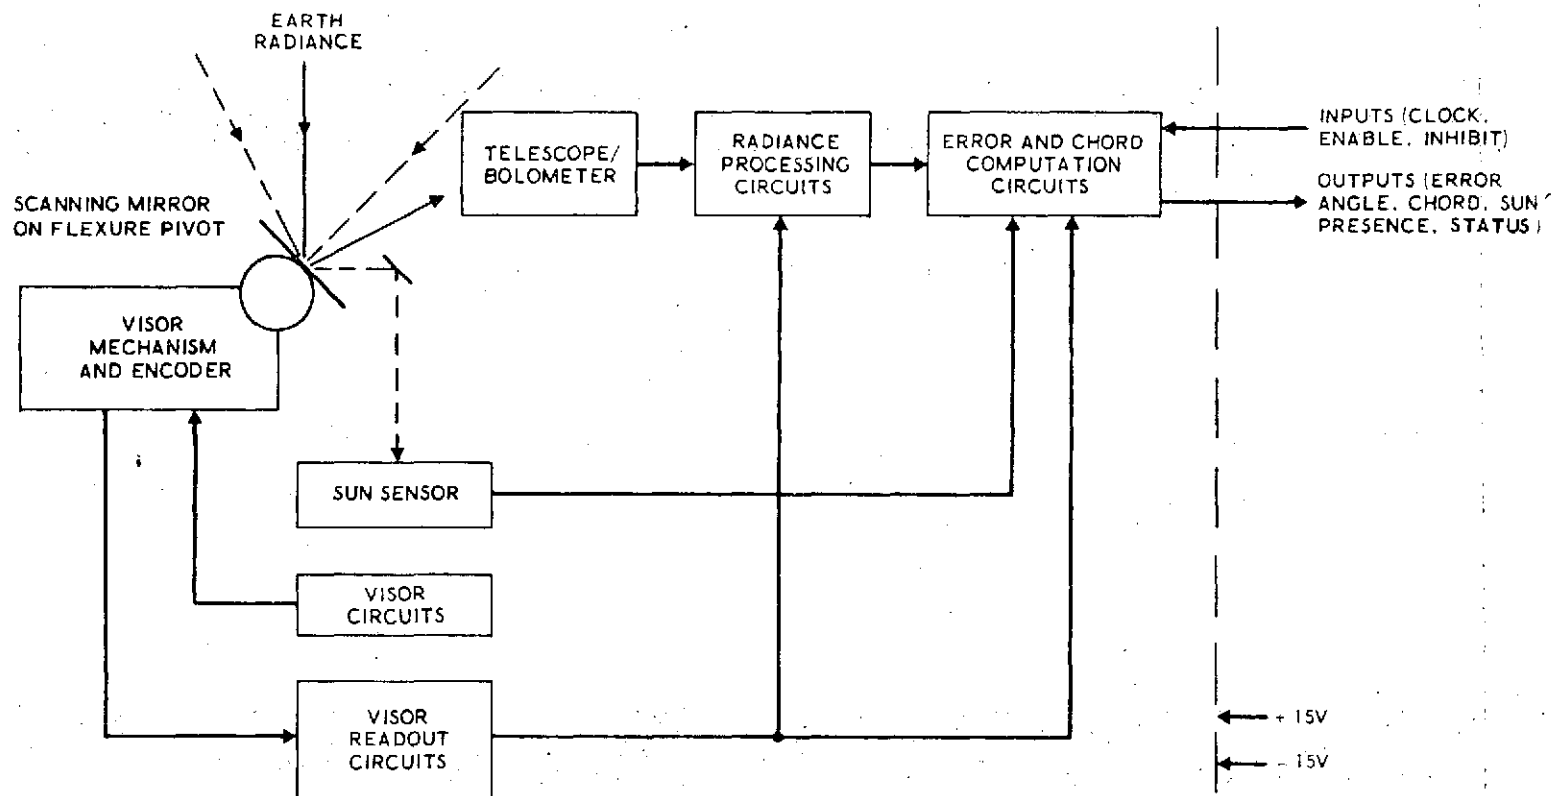 EARTH
RADIANCE
SCANNING MIRROR
ON FLEXURE PIVOT
TELESCOPE/
BOLOMETER
RADIANCE
PROCESSING
CIRCUITS
ERROR AND CHORD
COMPUTATION
CIRCUITS
INPUTS (CLOCK,
ENABLE, INHIBIT)
OUTPUTS (ERROR
ANGLE, CHORD, SUN
PRESENCE, STATUS)
VISOR
MECHANISM
AND ENCODER
SUN SENSOR
VISOR
CIRCUITS
VISOR
READOUT
CIRCUITS
+ 15V
- 15V